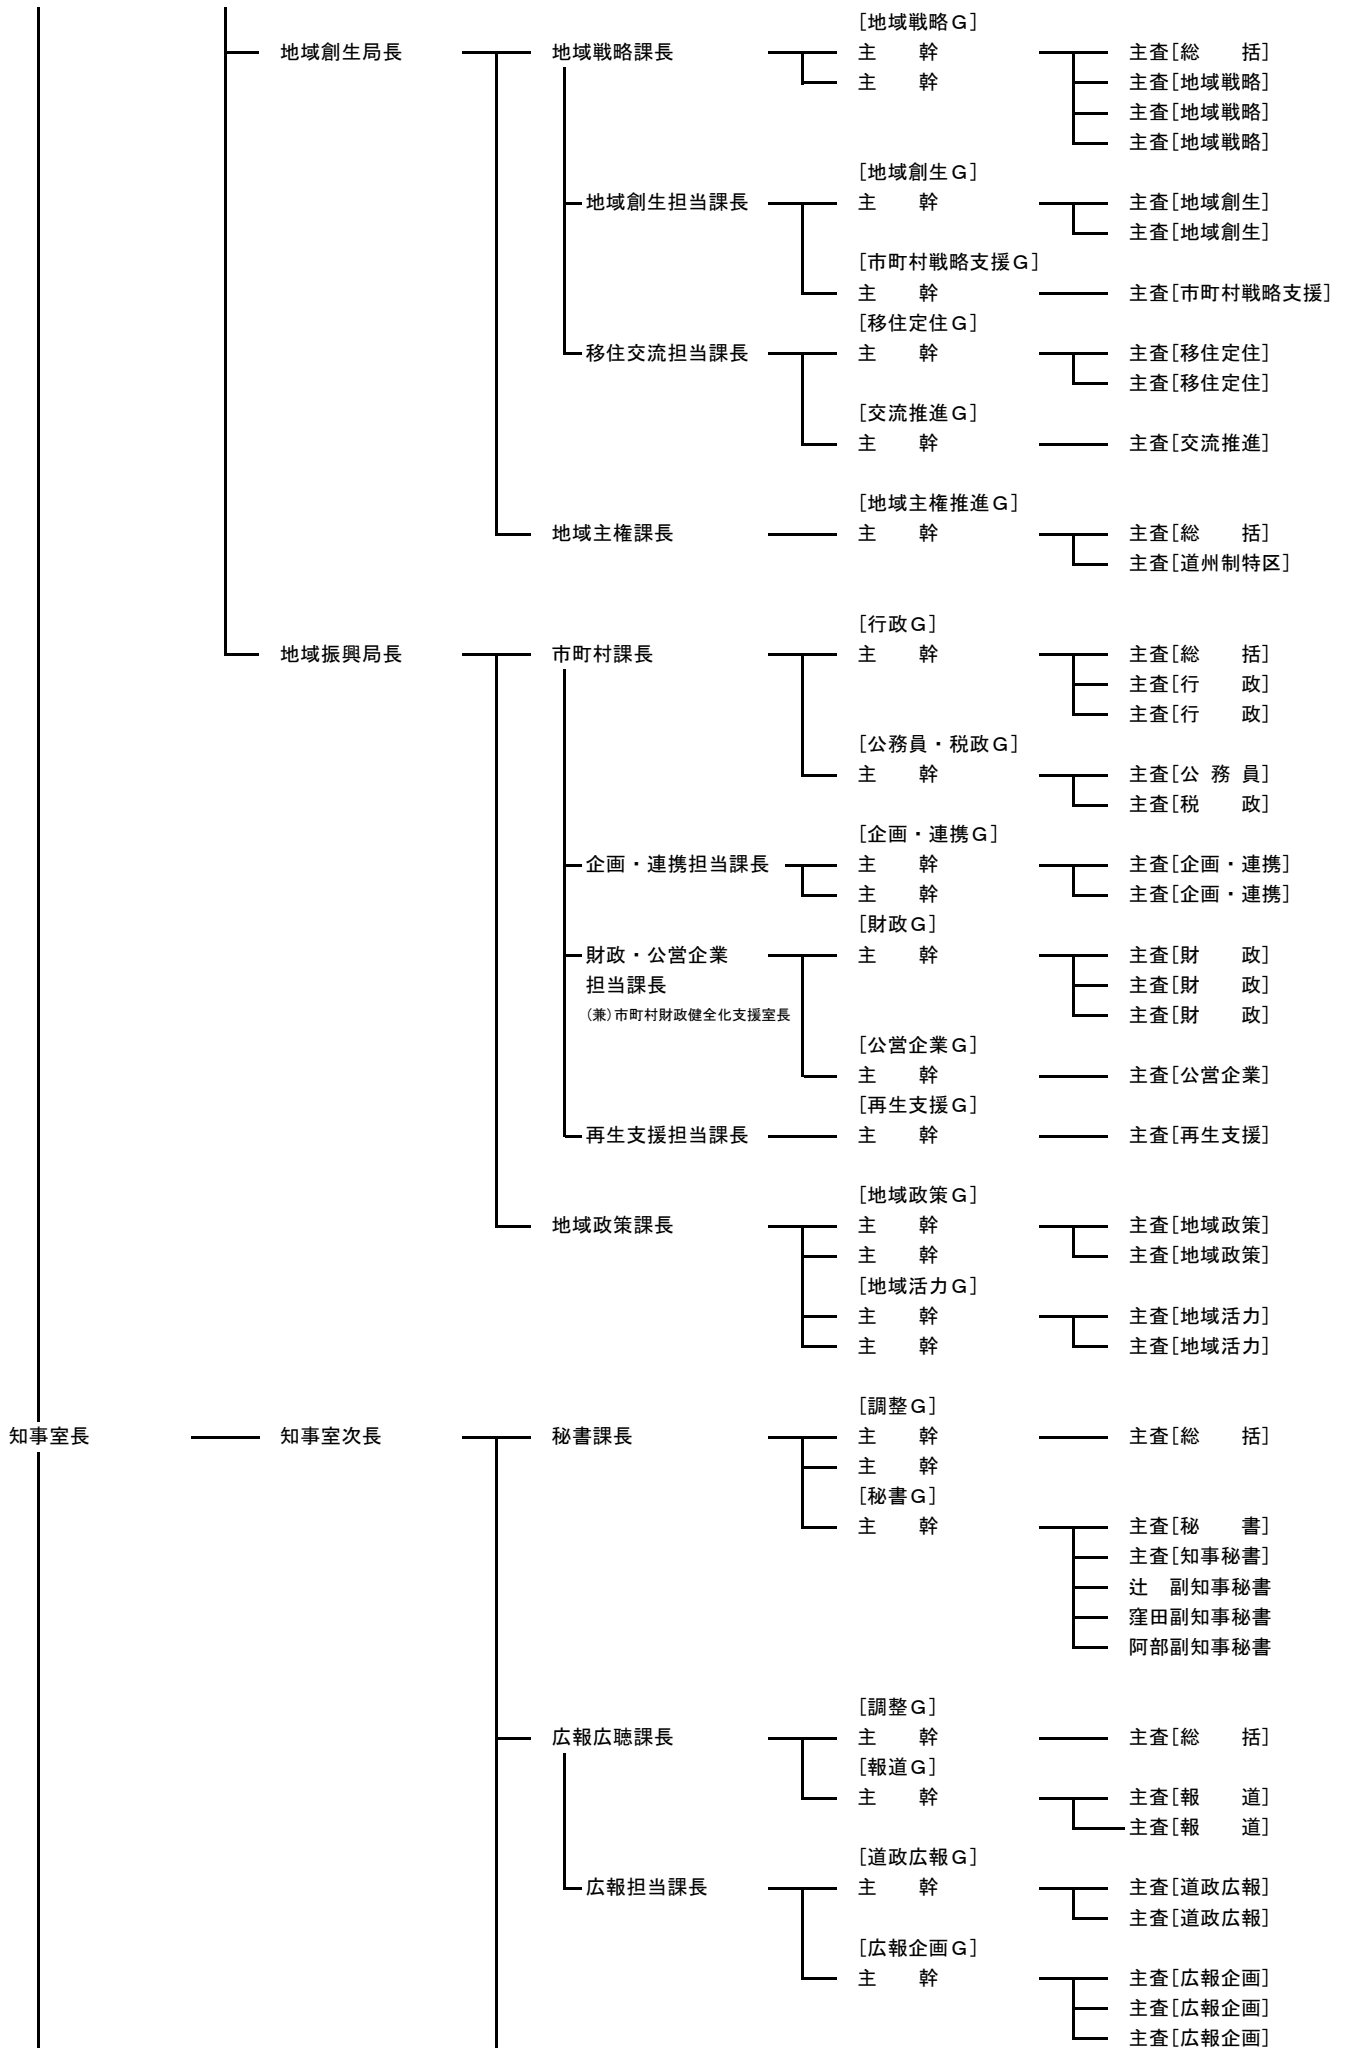 [地域戦略G]
地域創生局長 地域戦略課長 主 幹 主査[総 括]
主 幹 主査[地域戦略]
主査[地域戦略]
主査[地域戦略]
[地域創生G]
地域創生担当課長 主 幹 主査[地域創生]
主査[地域創生]
[市町村戦略支援G]
主 幹 主査[市町村戦略支援]
[移住定住G]
移住交流担当課長 主 幹 主査[移住定住]
主査[移住定住]
[交流推進G]
主 幹 主査[交流推進]
[地域主権推進G]
地域主権課長 主 幹 主査[総 括]
主査[道州制特区]
[行政G]
地域振興局長 市町村課長 主 幹 主査[総 括]
主査[行 政]
主査[行 政]
[公務員・税政G]
主 幹 主査[公 務 員]
主査[税 政]
[企画・連携G]
企画・連携担当課長 主 幹 主査[企画・連携]
主 幹 主査[企画・連携]
[財政G]
財政・公営企業 主 幹 主査[財 政]
担当課長 主査[財 政]
(兼)市町村財政健全化支援室長 主査[財 政]
[公営企業G]
主 幹 主査[公営企業]
[再生支援G]
再生支援担当課長 主 幹 主査[再生支援]
[地域政策G]
地域政策課長 主 幹 主査[地域政策]
主 幹 主査[地域政策]
[地域活力G]
主 幹 主査[地域活力]
主 幹 主査[地域活力]
[調整G]
知事室長 知事室次長 秘書課長 主 幹 主査[総 括]
主 幹
[秘書G]
主 幹 主査[秘 書]
主査[知事秘書]
辻 副知事秘書
窪田副知事秘書
阿部副知事秘書
[調整G]
広報広聴課長 主 幹 主査[総 括]
[報道G]
主 幹 主査[報 道]
主査[報 道]
[道政広報G]
広報担当課長 主 幹 主査[道政広報]
主査[道政広報]
[広報企画G]
主 幹 主査[広報企画]
主査[広報企画]
主査[広報企画]